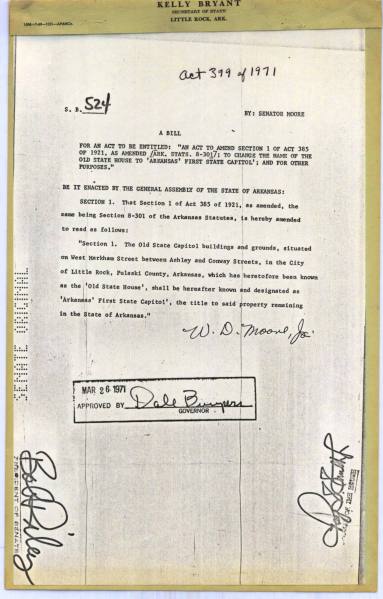 KELLY BRYANT
SECRETARY OF STATE
LITTLE ROCK, ARK.
Act 399 of 1971
S. B. 524
BY: SENATOR MOORE
A BILL
FOR AN ACT TO BE ENTITLED: "AN ACT TO AMEND SECTION 1 OF ACT 385
OF 1921, AS AMENDED /ARK. STATS. 8-301/; TO CHANGE THE NAME OF THE
OLD STATE HOUSE TO 'ARKANSAS' FIRST STATE CAPITOL'; AND FOR OTHER
PURPOSES."
BE IT ENACTED BY THE GENERAL ASSEMBLY OF THE STATE OF ARKANSAS:
SECTION 1. That Section 1 of Act 385 of 1921, as amended, the
same being Section 8-301 of the Arkansas Statutes, is hereby amended
to read as follows:
"Section 1. The Old State Capitol buildings and grounds, situated
on West Markham Street between Ashley and Conway Streets, in the City
of Little Rock, Pulaski County, Arkansas, which has heretofore been known
as the 'Old State House', shall be hereafter known and designated as
'Arkansas' First State Capitol', the title to said property remaining
in the State of Arkansas."
W. D. Moore, Jr.
SENATE ORIGINAL
MAR 26 1971
APPROVED BY Dale Bumpers
GOVERNOR
Bob Riley
PRESIDENT OF SENATE